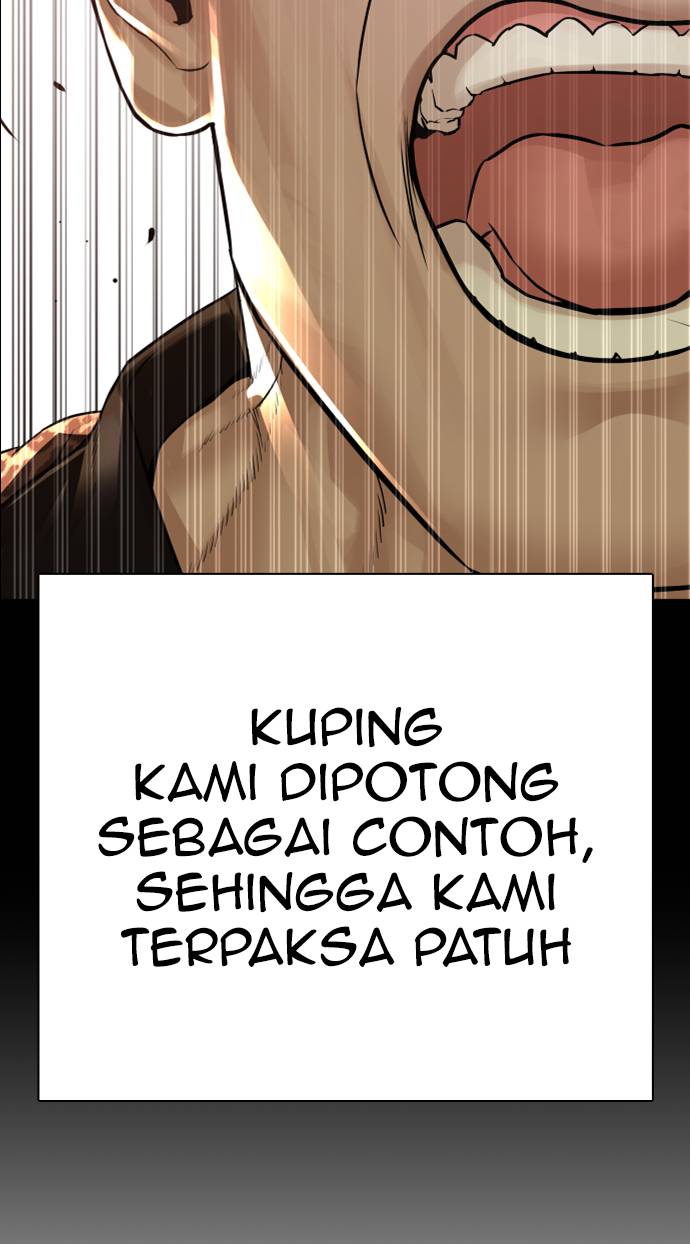 KUPING
KAMI DIPOTONG
SEBAGAI CONTOH,
SEHINGGA KAMI
TERPAKSA PATUH